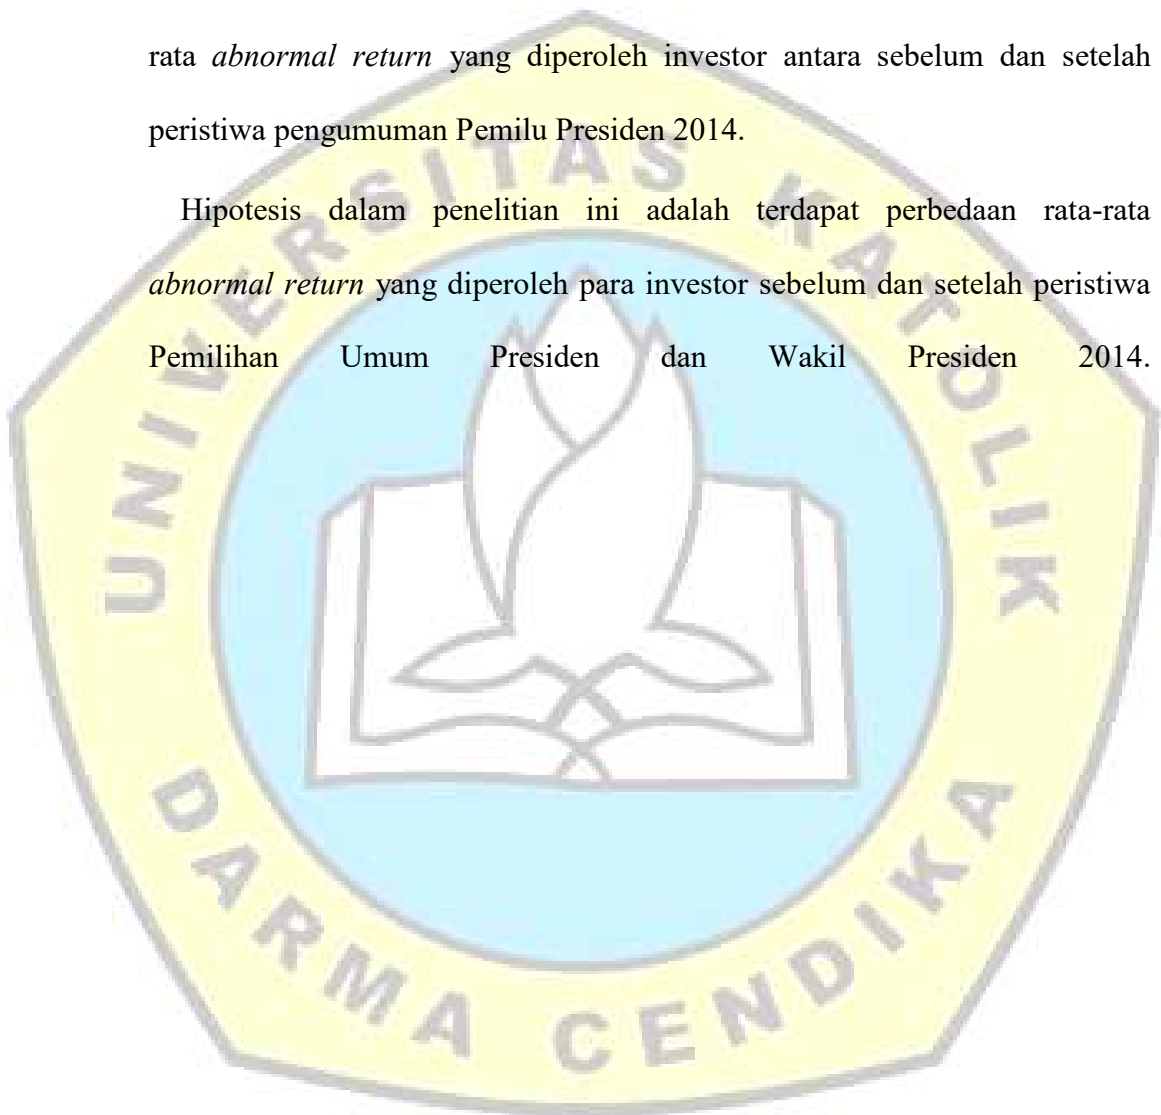 rata abnormal return yang diperoleh investor antara sebelum dan setelah
peristiwa pengumuman Pemilu Presiden 2014.
Hipotesis dalam penelitian ini adalah terdapat perbedaan rata-rata
abnormal return yang diperoleh para investor sebelum dan setelah peristiwa
Pemilihan Umum Presiden dan Wakil Presiden 2014.
UNIVERSITAS KATOLIK
DARMA CENDIKA